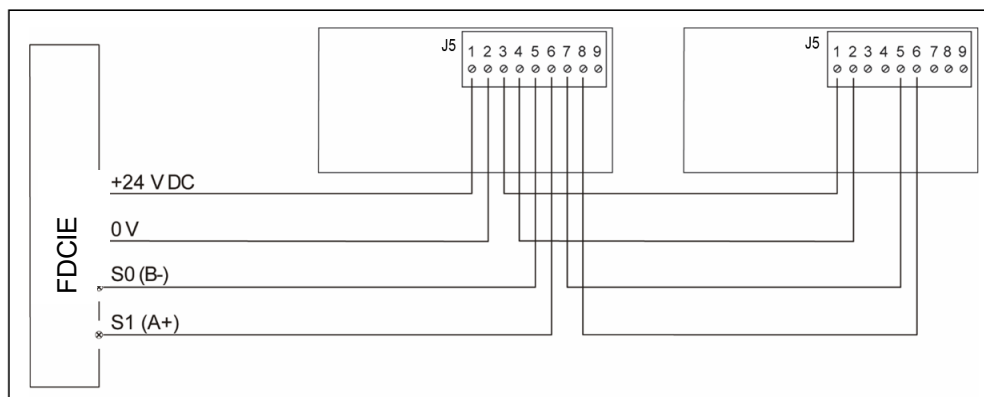 J5 1 2 3 4 5 6 7 8 9
J5 1 2 3 4 5 6 7 8 9
FDCIE
+24 V DC
0 V
S0 (B-)
S1 (A+)